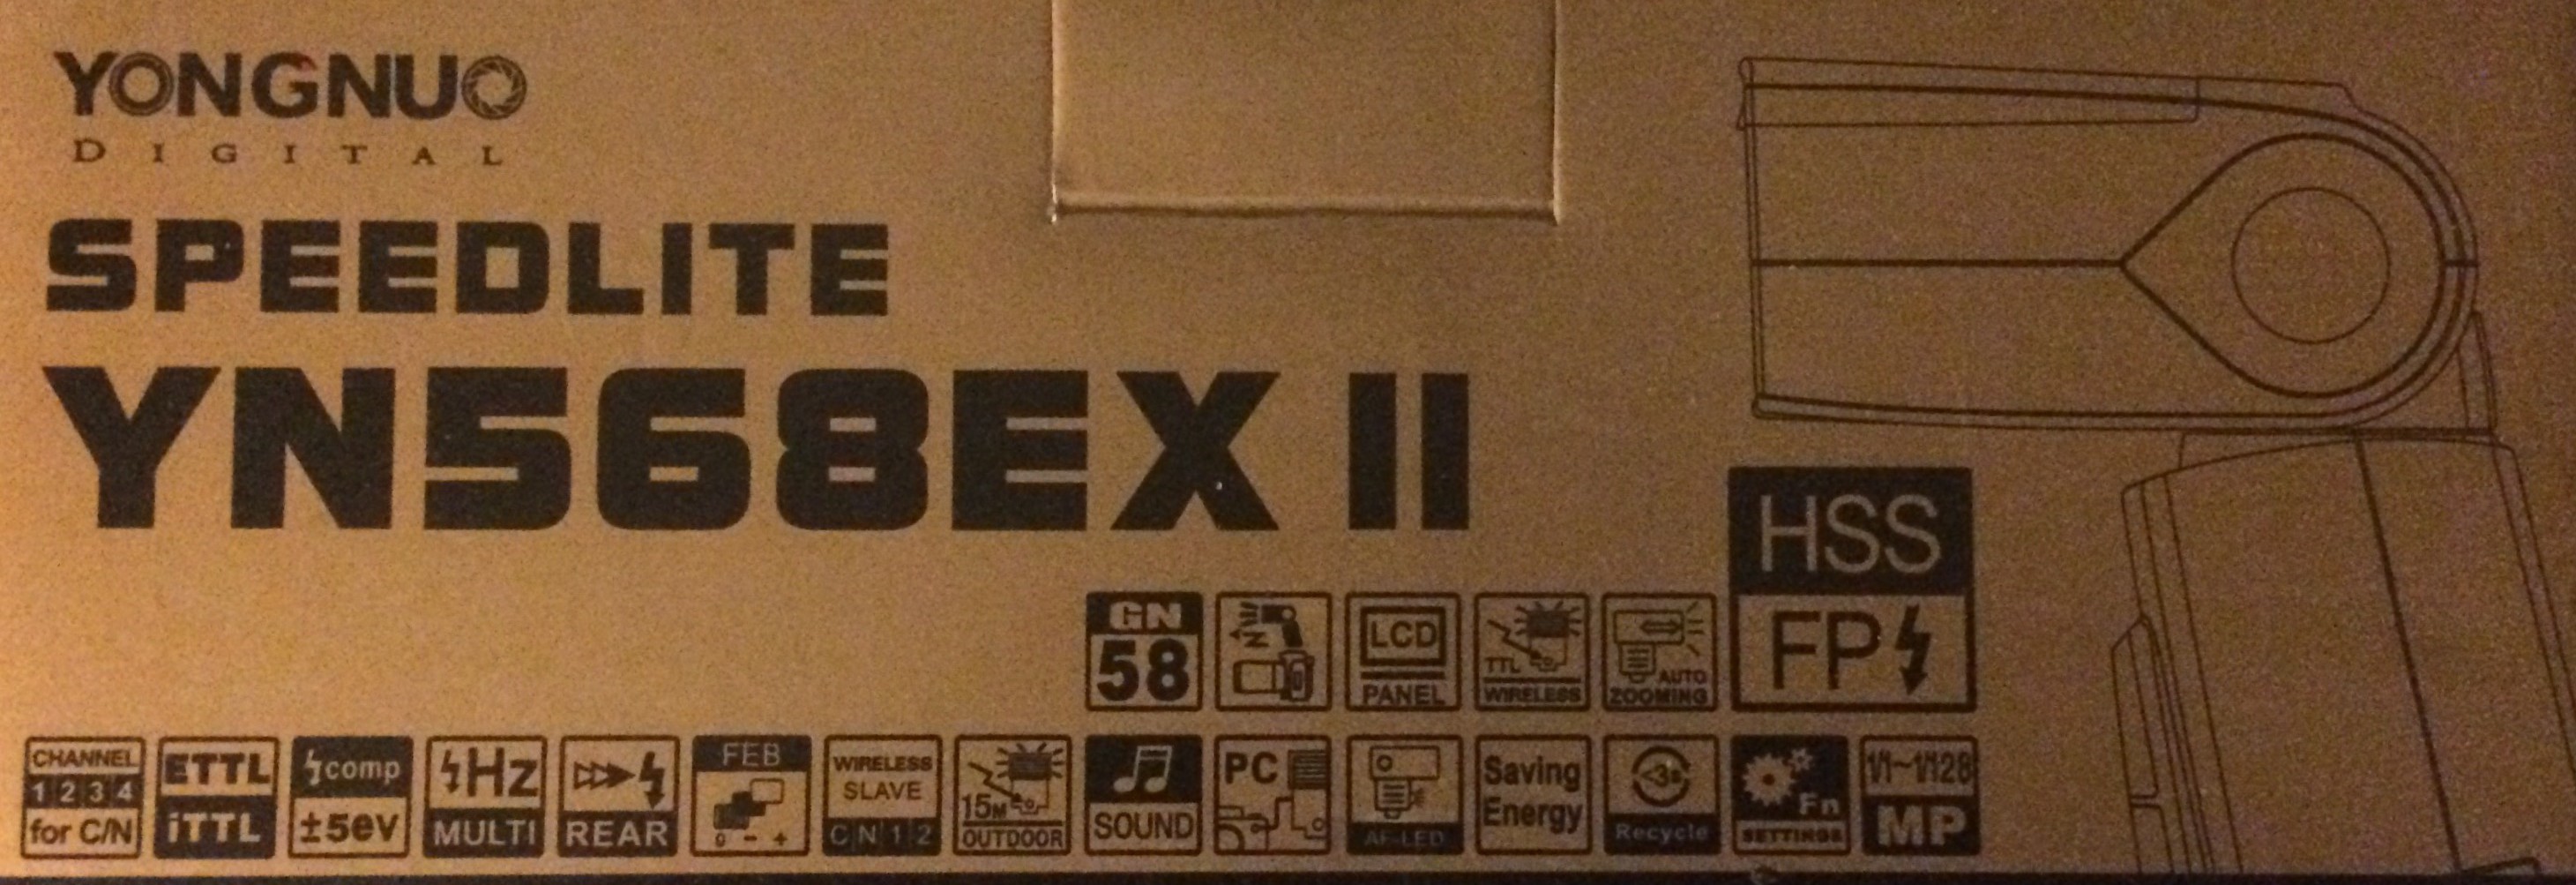 YONGNUO
DIGITAL
SPEEDLITE
YN568EX II
HSS
FP
GN
58
LCD
PANEL
TTL
WIRELESS
AUTO
ZOOMING
CHANNEL
1 2 3 4
for C/N
ETTL
iTTL
comp
±5ev
Hz
MULTI
REAR
FEB
0 - +
WIRELESS
SLAVE
C N 1 2
15M
OUTDOOR
SOUND
PC
AF-LED
Saving
Energy
<3s
Recycle
Fn
SETTINGS
1/1~1/128
MP